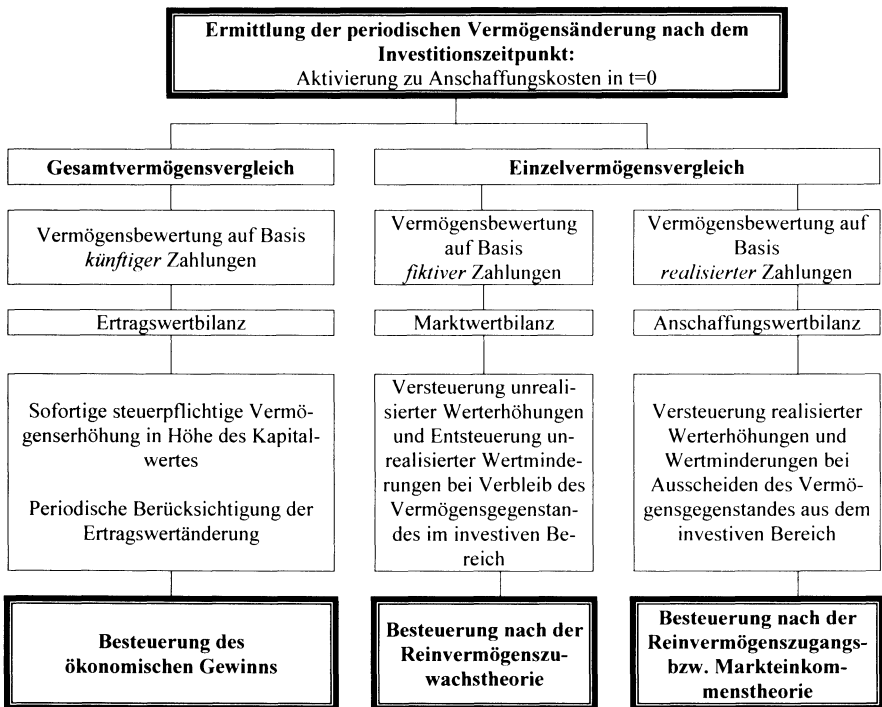 Ermittlung der periodischen Vermögensänderung nach dem
Investitionszeitpunkt:
Aktivierung zu Anschaffungskosten in t=0
Gesamtvermögensvergleich
Einzelvermögensvergleich
Vermögensbewertung auf Basis
künftiger Zahlungen
Vermögensbewertung
auf Basis
fiktiver Zahlungen
Vermögensbewertung auf
Basis
realisierter Zahlungen
Ertragswertbilanz
Marktwertbilanz
Anschaffungswertbilanz
Sofortige steuerpflichtige Vermö-
genserhöhung in Höhe des Kapital-
wertes
Periodische Berücksichtigung der
Ertragswertänderung
Versteuerung unreali-
sierter Werterhöhungen
und Entsteuerung un-
realisierter Wertminde-
rungen bei Verbleib des
Vermögensgegenstan-
des im investiven Be-
reich
Versteuerung realisierter
Werterhöhungen und
Wertminderungen bei
Ausscheiden des Vermö-
gensgegenstandes aus dem
investiven Bereich
Besteuerung des
ökonomischen Gewinns
Besteuerung nach der
Reinvermögenszu-
wachstheorie
Besteuerung nach der
Reinvermögenszugangs-
bzw. Markteinkom-
menstheorie